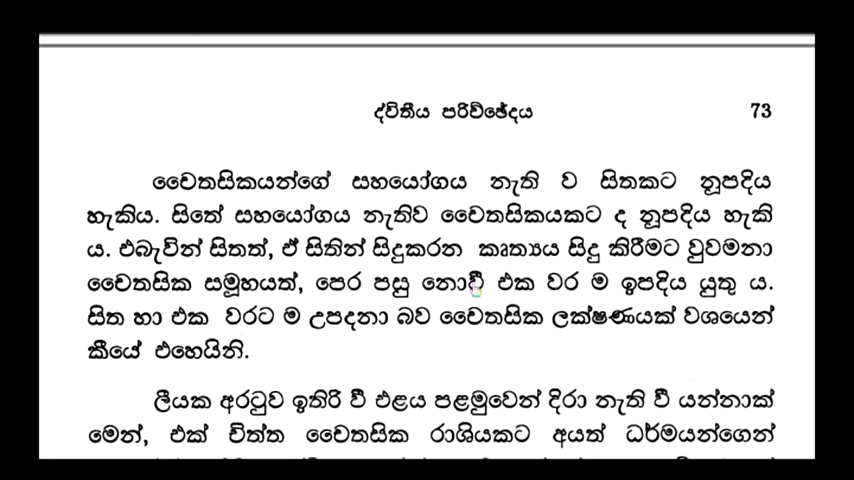 ද්විතීය පරිච්ඡේදය 73
චෛතසිකයන්ගේ සහයෝගය නැති ව සිතකට නූපදිය
හැකිය. සිතේ සහයෝගය නැතිව චෛතසිකයකට ද නූපදිය හැකි
ය. එබැවින් සිතත්, ඒ සිතින් සිදුකරන කෘත්‍යය සිදු කිරීමට වුවමනා
චෛතසික සමූහයත්, පෙර පසු නොවී එක වර ම ඉපදිය යුතු ය.
සිත හා එක වරට ම උපදනා බව චෛතසික ලක්ෂණයක් වශයෙන්
කීයේ එහෙයිනි.
ලීයක අරටුව ඉතිරි වී එළය පළමුවෙන් දිරා නැති වී යන්නාක්
මෙන්, එක් චිත්ත චෛතසික රාශියකට අයත් ධර්මයන්ගෙන්